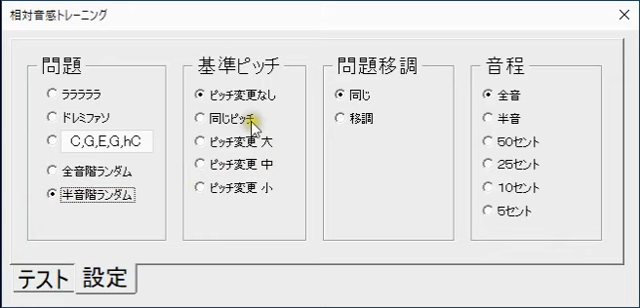 相対音感トレーニング
問題
ラララララ
ドレミファソ
C,G,E,G,hC
全音階ランダム
半音階ランダム
基準ピッチ
ピッチ変更なし
同じピッチ
ピッチ変更 大
ピッチ変更 中
ピッチ変更 小
問題移調
同じ
移調
音程
全音
半音
50セント
25セント
10セント
5セント
テスト
設定